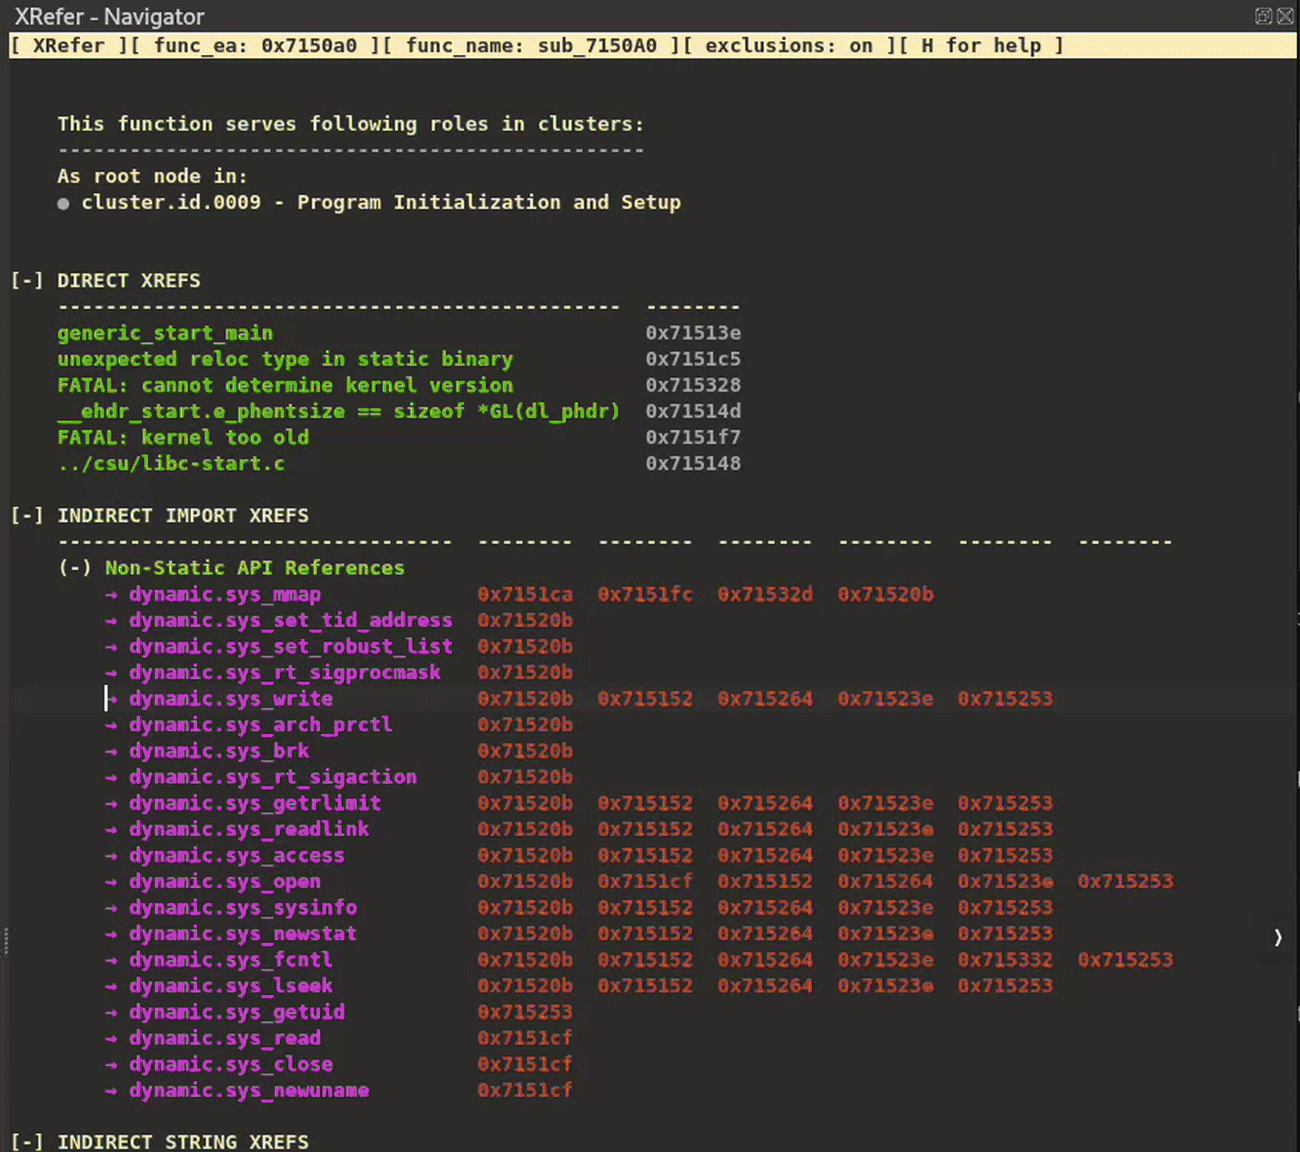 XRefer - Navigator
[ XRefer ][ func_ea: 0x7150a0 ][ func_name: sub_7150A0 ][ exclusions: on ][ H for help ]
This function serves following roles in clusters:
-------------------------------------------------
As root node in:
● cluster.id.0009 - Program Initialization and Setup
[-] DIRECT XREFS
----------------------------------------------- --------
generic_start_main 0x71513e
unexpected reloc type in static binary 0x7151c5
FATAL: cannot determine kernel version 0x715328
__ehdr_start.e_phentsize == sizeof *GL(dl_phdr) 0x71514d
FATAL: kernel too old 0x7151f7
../csu/libc-start.c 0x715148
[-] INDIRECT IMPORT XREFS
--------------------------------- -------- -------- -------- -------- -------- --------
(-) Non-Static API References
→ dynamic.sys_mmap 0x7151ca 0x7151fc 0x71532d 0x71520b
→ dynamic.sys_set_tid_address 0x71520b
→ dynamic.sys_set_robust_list 0x71520b
→ dynamic.sys_rt_sigprocmask 0x71520b
→ dynamic.sys_write 0x71520b 0x715152 0x715264 0x71523e 0x715253
→ dynamic.sys_arch_prctl 0x71520b
→ dynamic.sys_brk 0x71520b
→ dynamic.sys_rt_sigaction 0x71520b
→ dynamic.sys_getrlimit 0x71520b 0x715152 0x715264 0x71523e 0x715253
→ dynamic.sys_readlink 0x71520b 0x715152 0x715264 0x71523e 0x715253
→ dynamic.sys_access 0x71520b 0x715152 0x715264 0x71523e 0x715253
→ dynamic.sys_open 0x71520b 0x7151cf 0x715152 0x715264 0x71523e 0x715253
→ dynamic.sys_sysinfo 0x71520b 0x715152 0x715264 0x71523e 0x715253
→ dynamic.sys_newstat 0x71520b 0x715152 0x715264 0x71523e 0x715253
→ dynamic.sys_fcntl 0x71520b 0x715152 0x715264 0x71523e 0x715332 0x715253
→ dynamic.sys_lseek 0x71520b 0x715152 0x715264 0x71523e 0x715253
→ dynamic.sys_getuid 0x715253
→ dynamic.sys_read 0x7151cf
→ dynamic.sys_close 0x7151cf
→ dynamic.sys_newuname 0x7151cf
[-] INDIRECT STRING XREFS